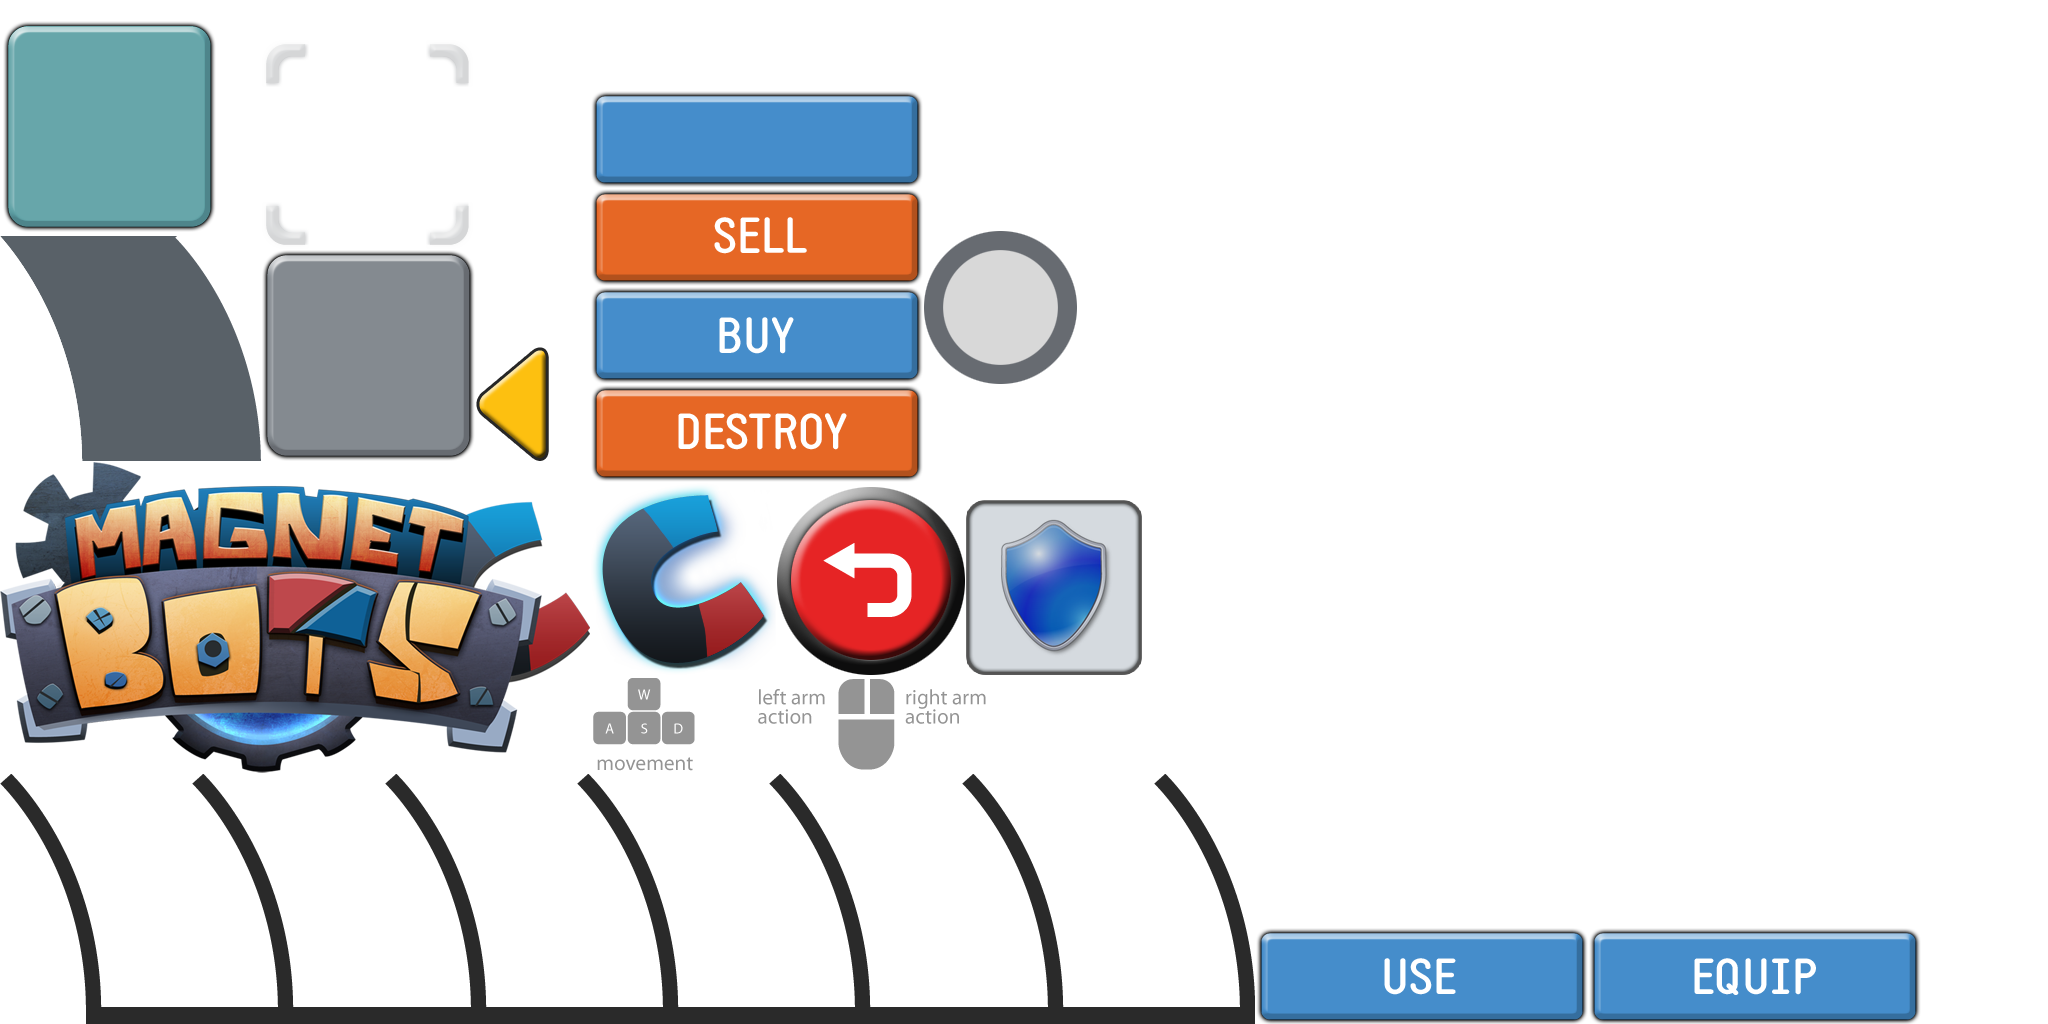 SELL
BUY
DESTROY
MAGNET
BOTS
W
A S D
movement
left arm
action
right arm
action
USE
EQUIP